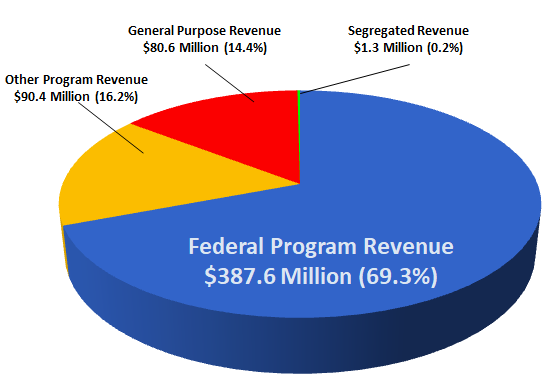 General Purpose Revenue
$80.6 Million (14.4%)
Segregated Revenue
$1.3 Million (0.2%)
Other Program Revenue
$90.4 Million (16.2%)
Federal Program Revenue
$387.6 Million (69.3%)